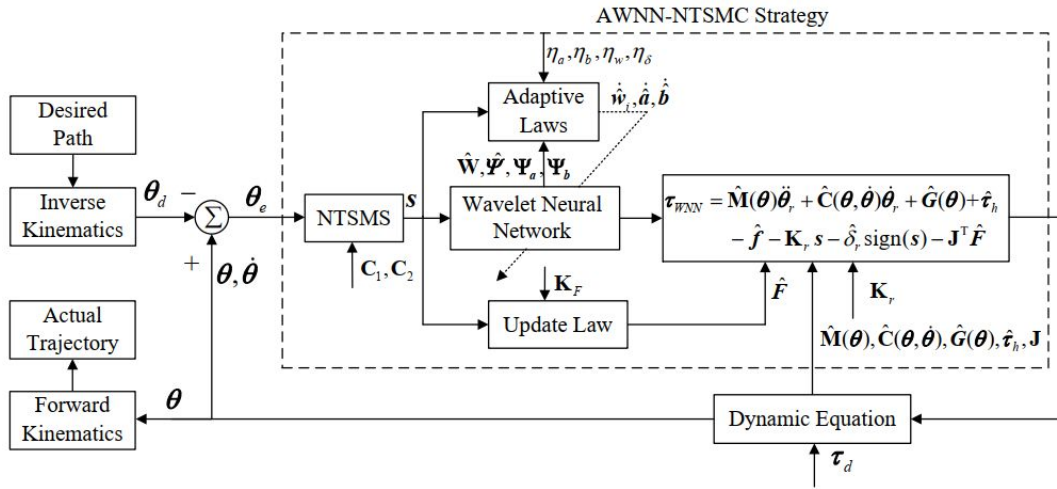 AWNN-NTSMC Strategy
η_a, η_b, η_w, η_δ
Desired
Path
Adaptive
Laws
ŵ̇_i, â̇, b̂̇
Ŵ, Ψ̂, Ψ_a, Ψ_b
Inverse
Kinematics
θ_d
−
Σ
+
θ_e
NTSMS
s
Wavelet Neural
Network
τ_WNN = M̂(θ)θ̈_r + Ĉ(θ,θ̇)θ̇_r + Ĝ(θ)+τ̂_h
− f̂ − K_r s − δ̂_r sign(s) − J^T F̂
θ, θ̇
C_1, C_2
K_F
F̂
K_r
Actual
Trajectory
Update Law
M̂(θ), Ĉ(θ,θ̇), Ĝ(θ), τ̂_h, J
Forward
Kinematics
θ
Dynamic Equation
τ_d